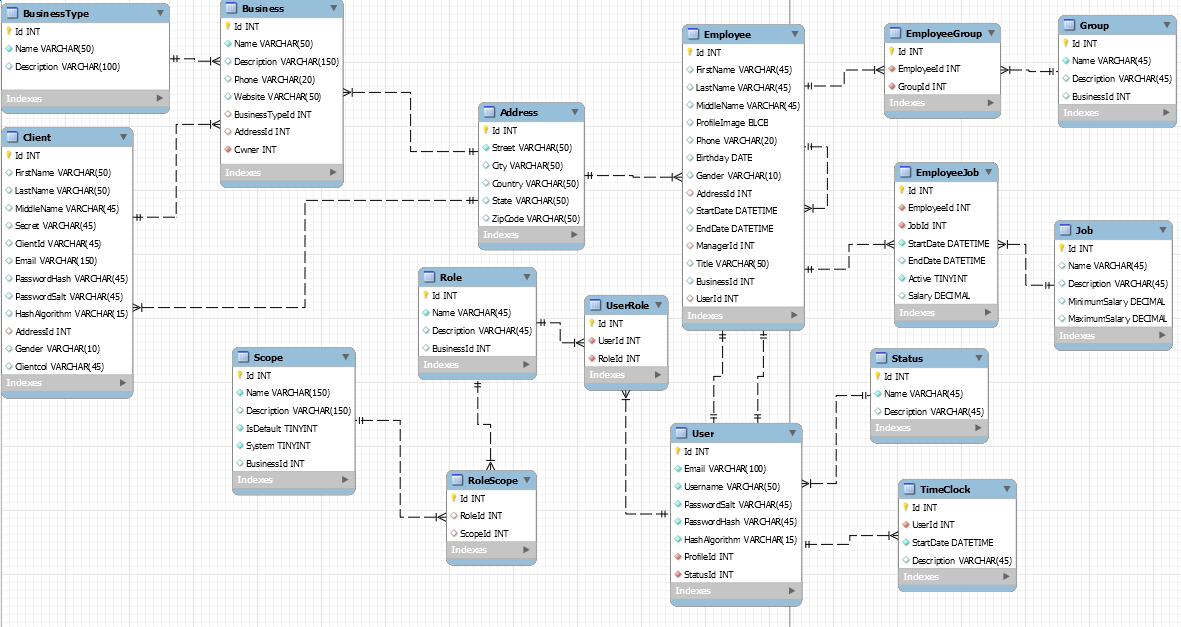 BusinessType
Id INT
Name VARCHAR(50)
Description VARCHAR(100)
Indexes
Business
Id INT
Name VARCHAR(50)
Description VARCHAR(150)
Phone VARCHAR(20)
Website VARCHAR(50)
BusinessTypeId INT
AddressId INT
Cwner INT
Indexes
Client
Id INT
FirstName VARCHAR(50)
LastName VARCHAR(50)
MiddleName VARCHAR(45)
Secret VARCHAR(45)
ClientId VARCHAR(45)
Email VARCHAR(150)
PasswordHash VARCHAR(45)
PasswordSalt VARCHAR(45)
HashAlgorithm VARCHAR(15)
AddressId INT
Gender VARCHAR(10)
Clientcol VARCHAR(45)
Indexes
Address
Id INT
Street VARCHAR(50)
City VARCHAR(50)
Country VARCHAR(50)
State VARCHAR(50)
ZipCode VARCHAR(50)
Indexes
Employee
Id INT
FirstName VARCHAR(45)
LastName VARCHAR(45)
MiddleName VARCHAR(45)
ProfileImage BLCB
Phone VARCHAR(20)
Birthday DATE
Gender VARCHAR(10)
AddressId INT
StartDate DATETIME
EndDate DATETIME
ManagerId INT
Title VARCHAR(50)
BusinessId INT
UserId INT
Indexes
EmployeeGroup
Id INT
EmployeeId INT
GroupId INT
Indexes
Group
Id INT
Name VARCHAR(45)
Description VARCHAR(45)
BusinessId INT
Indexes
EmployeeJob
Id INT
EmployeeId INT
JobId INT
StartDate DATETIME
EndDate DATETIME
Active TINYINT
Salary DECIMAL
Indexes
Job
Id INT
Name VARCHAR(45)
Description VARCHAR(45)
MinimumSalary DECIMAL
MaximumSalary DECIMAL
Indexes
Role
Id INT
Name VARCHAR(45)
Description VARCHAR(45)
BusinessId INT
Indexes
UserRole
Id INT
UserId INT
RoleId INT
Indexes
Scope
Id INT
Name VARCHAR(150)
Description VARCHAR(150)
IsDefault TINYINT
System TINYINT
BusinessId INT
Indexes
RoleScope
Id INT
RoleId INT
ScopeId INT
Indexes
User
Id INT
Email VARCHAR(100)
Username VARCHAR(50)
PasswordSalt VARCHAR(45)
PasswordHash VARCHAR(45)
HashAlgorithm VARCHAR(15)
ProfileId INT
StatusId INT
Indexes
Status
Id INT
Name VARCHAR(45)
Description VARCHAR(45)
Indexes
TimeClock
Id INT
UserId INT
StartDate DATETIME
Description VARCHAR(45)
Indexes